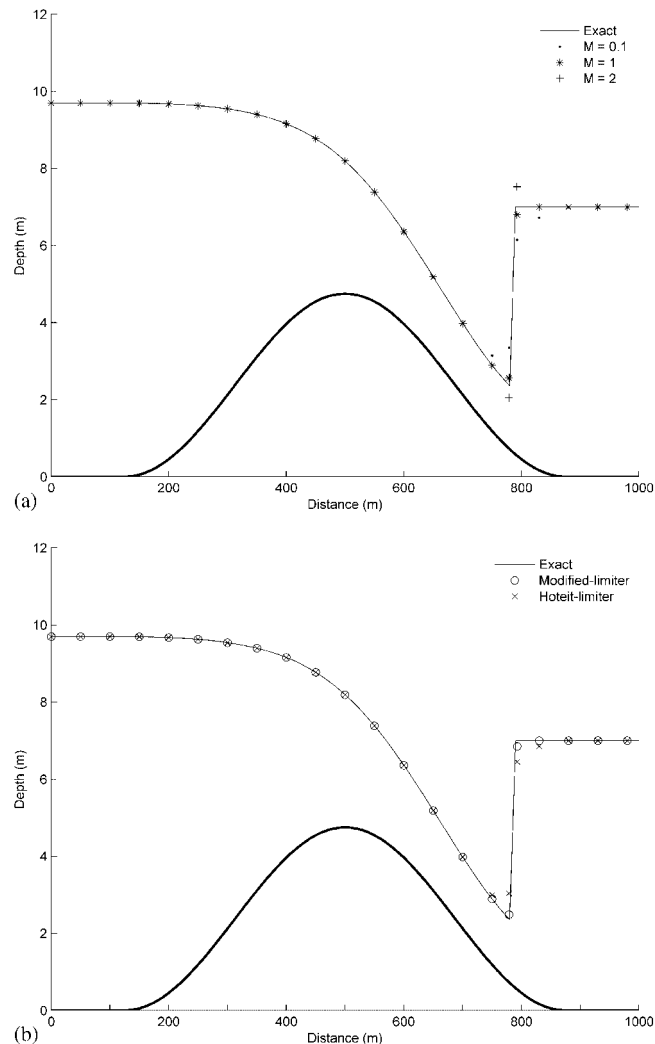 12
10
8
6
4
2
0
Depth (m)
Exact
M = 0.1
M = 1
M = 2
0 200 400 600 800 1000
Distance (m)
(a)
12
10
8
6
4
2
0
Depth (m)
Exact
Modified-limiter
Hoteit-limiter
0 200 400 600 800 1000
Distance (m)
(b)